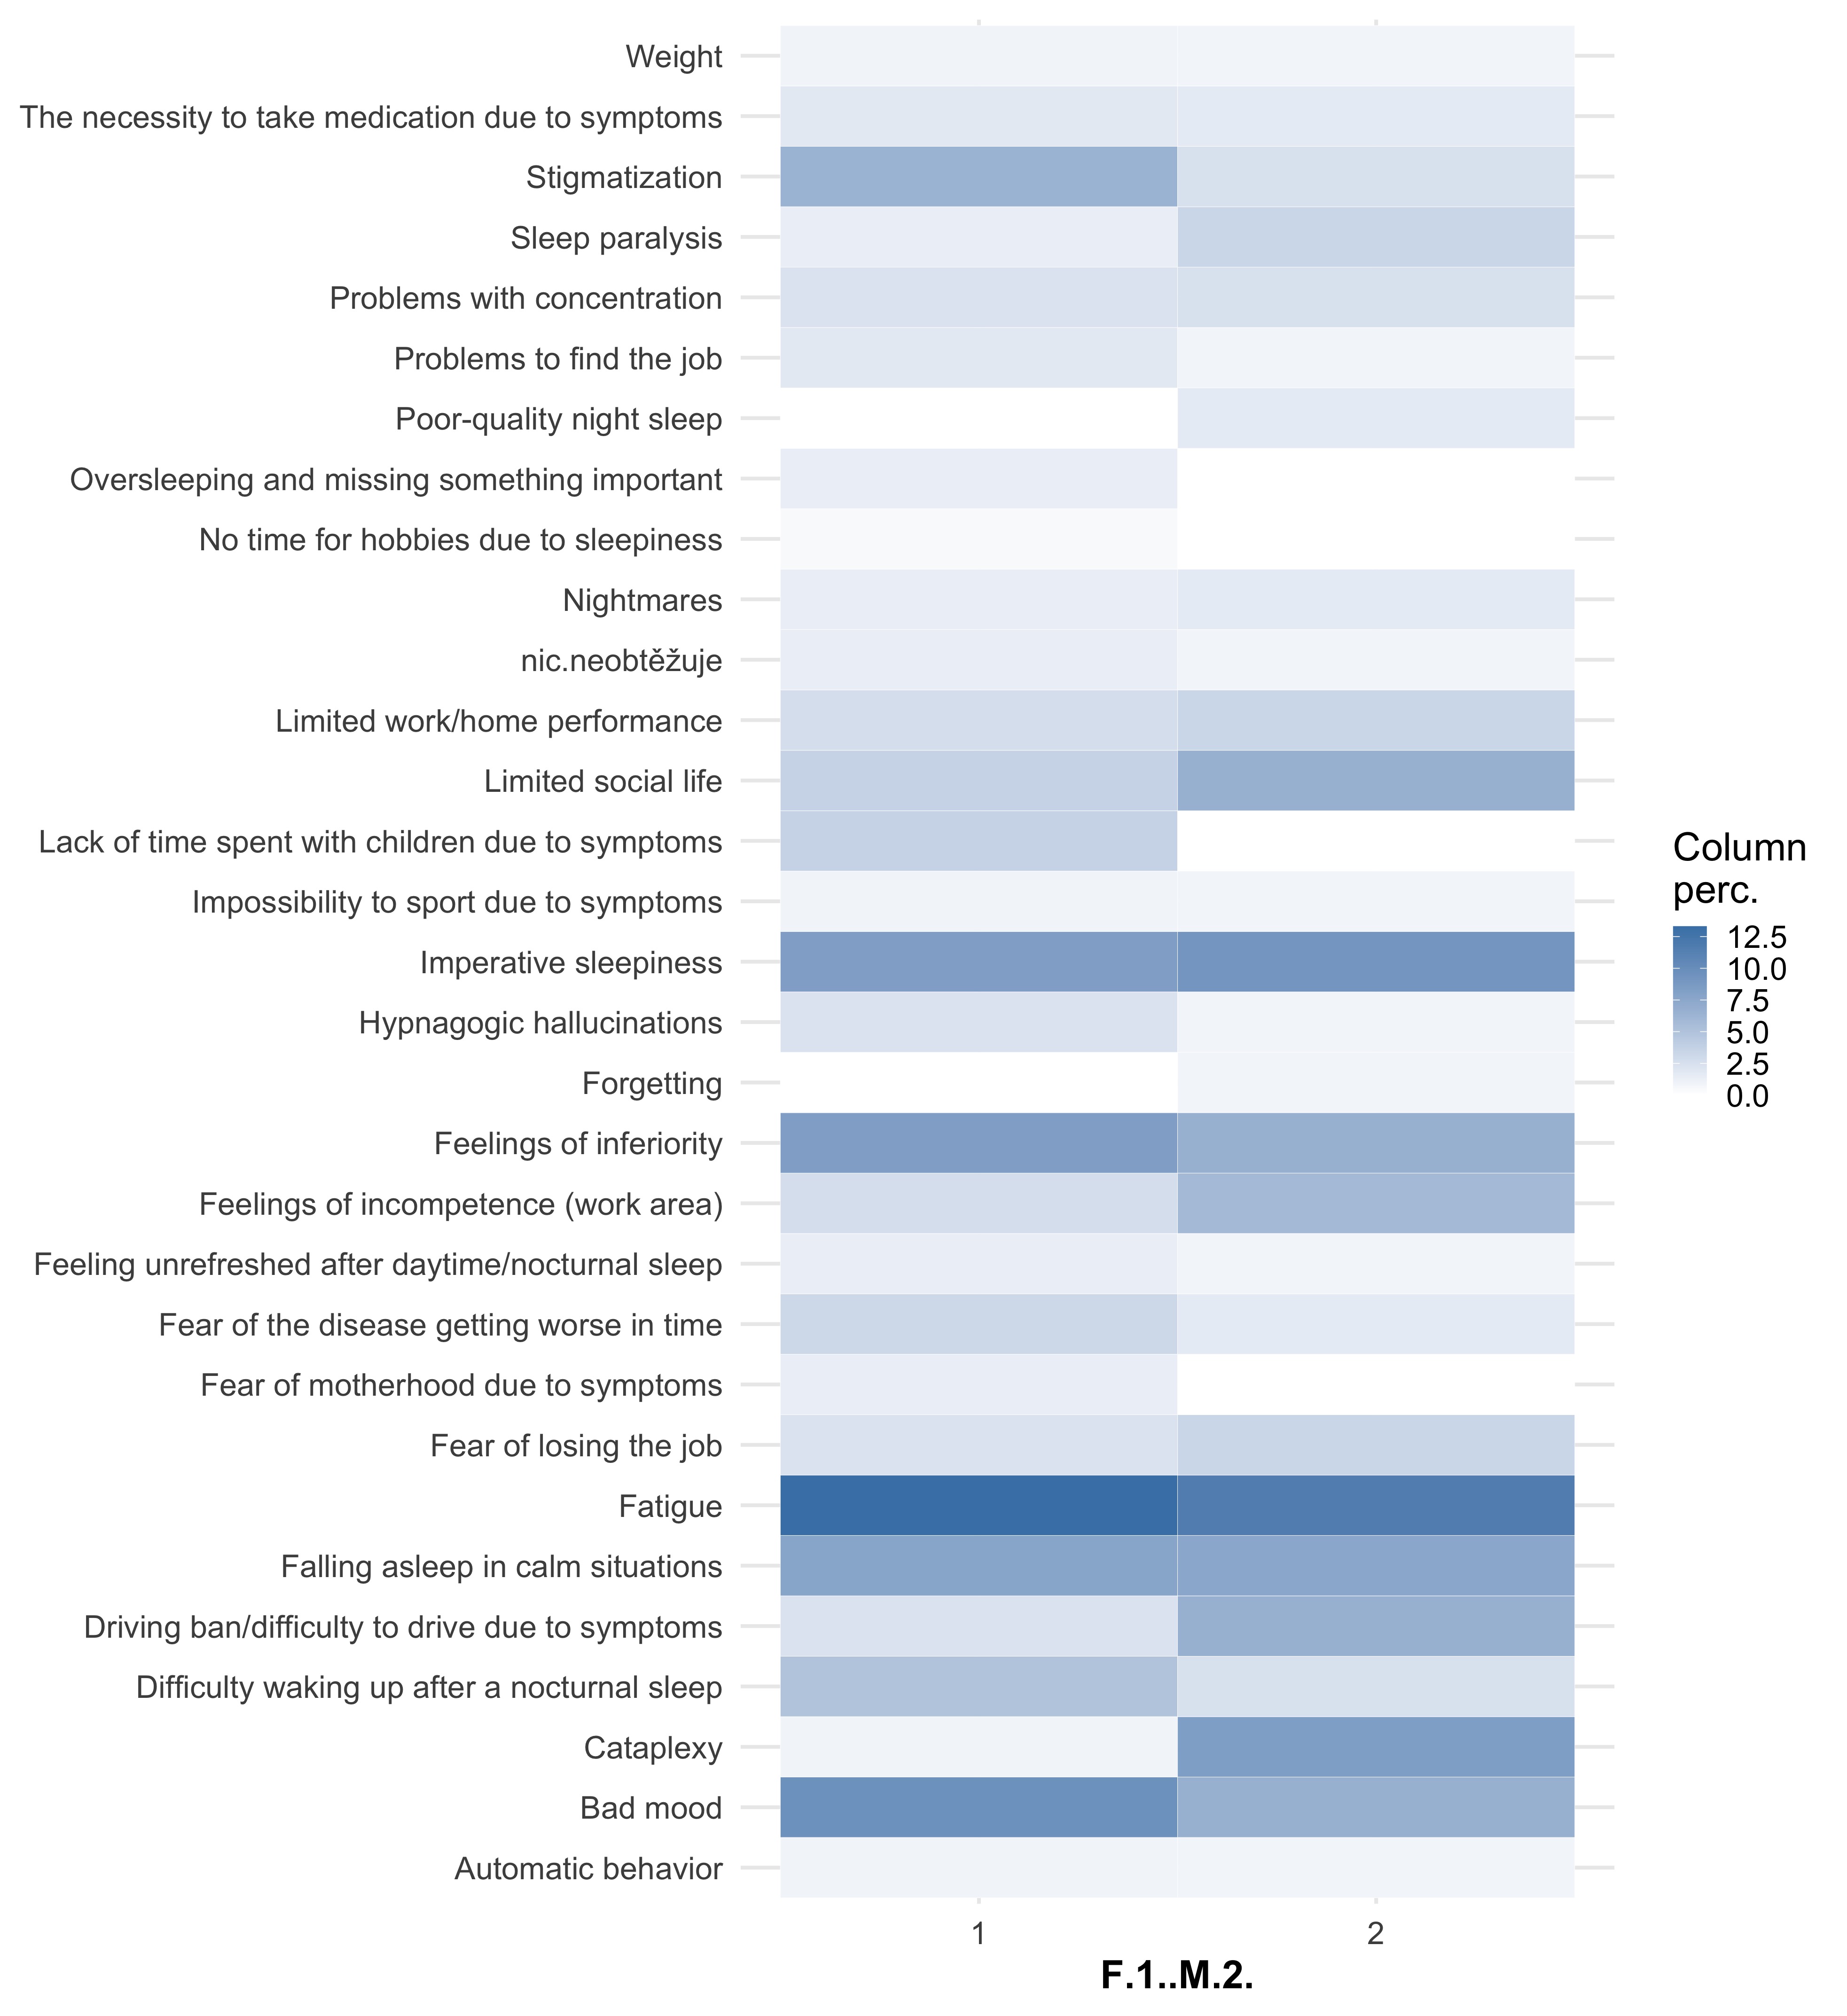 Weight
The necessity to take medication due to symptoms
Stigmatization
Sleep paralysis
Problems with concentration
Problems to find the job
Poor-quality night sleep
Oversleeping and missing something important
No time for hobbies due to sleepiness
Nightmares
nic.neobtěžuje
Limited work/home performance
Limited social life
Lack of time spent with children due to symptoms
Impossibility to sport due to symptoms
Imperative sleepiness
Hypnagogic hallucinations
Forgetting
Feelings of inferiority
Feelings of incompetence (work area)
Feeling unrefreshed after daytime/nocturnal sleep
Fear of the disease getting worse in time
Fear of motherhood due to symptoms
Fear of losing the job
Fatigue
Falling asleep in calm situations
Driving ban/difficulty to drive due to symptoms
Difficulty waking up after a nocturnal sleep
Cataplexy
Bad mood
Automatic behavior
1 2
F.1..M.2.
Column
perc.
12.5
10.0
7.5
5.0
2.5
0.0